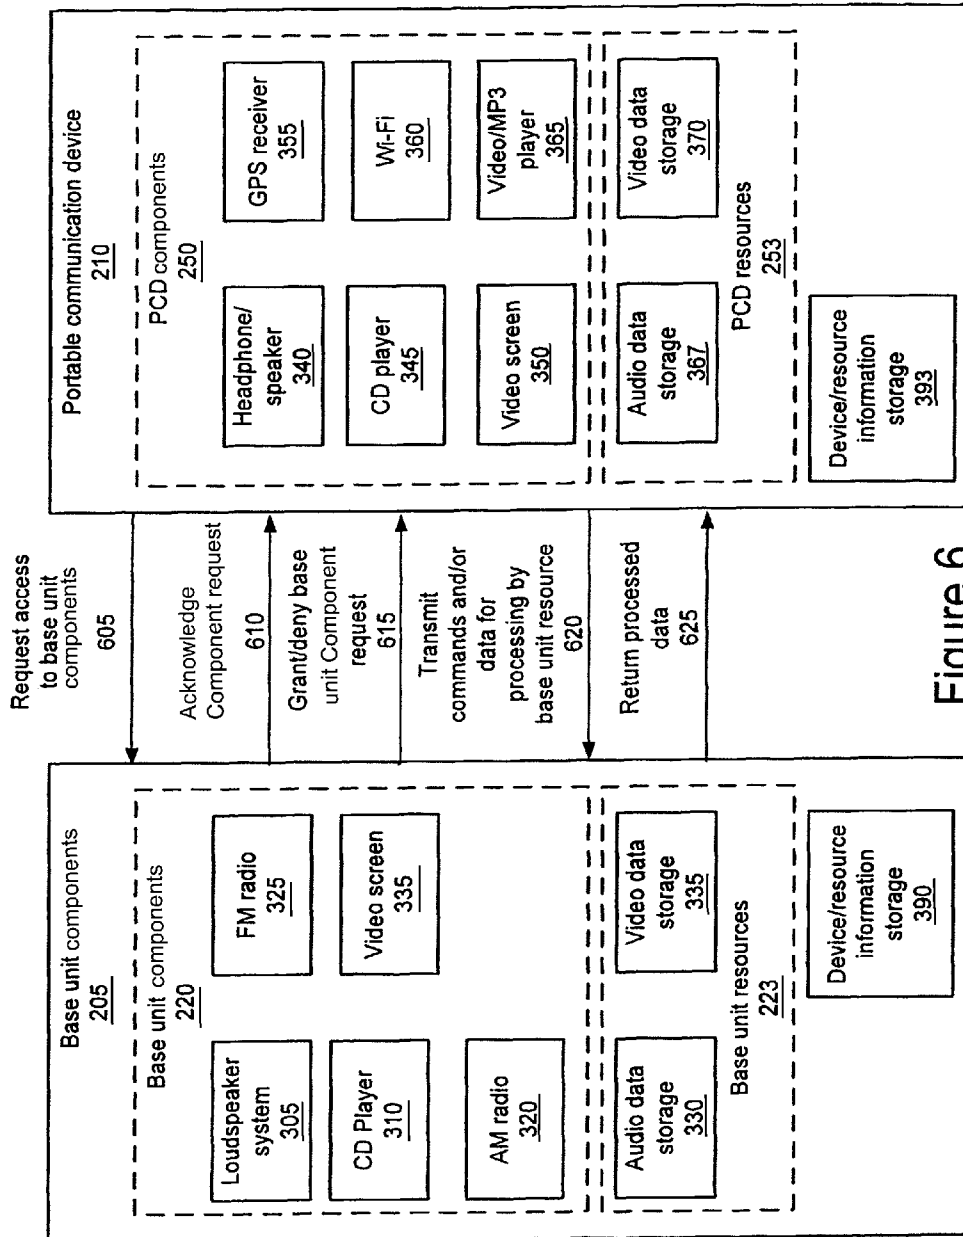 Base unit components
205
Base unit components
220
Loudspeaker
system
305
FM radio
325
CD Player
310
Video screen
335
AM radio
320
Audio data
storage
330
Video data
storage
335
Base unit resources
223
Device/resource
information
storage
390
Request access
to base unit
components
605
Acknowledge
Component request
610
Grant/deny base
unit Component
request
615
Transmit
commands and/or
data for
processing by
base unit resource
620
Return processed
data
625
Portable communication device
210
PCD components
250
Headphone/
speaker
340
GPS receiver
355
CD player
345
Wi-Fi
360
Video screen
350
Video/MP3
player
365
Audio data
storage
367
Video data
storage
370
PCD resources
253
Device/resource
information
storage
393
Figure 6